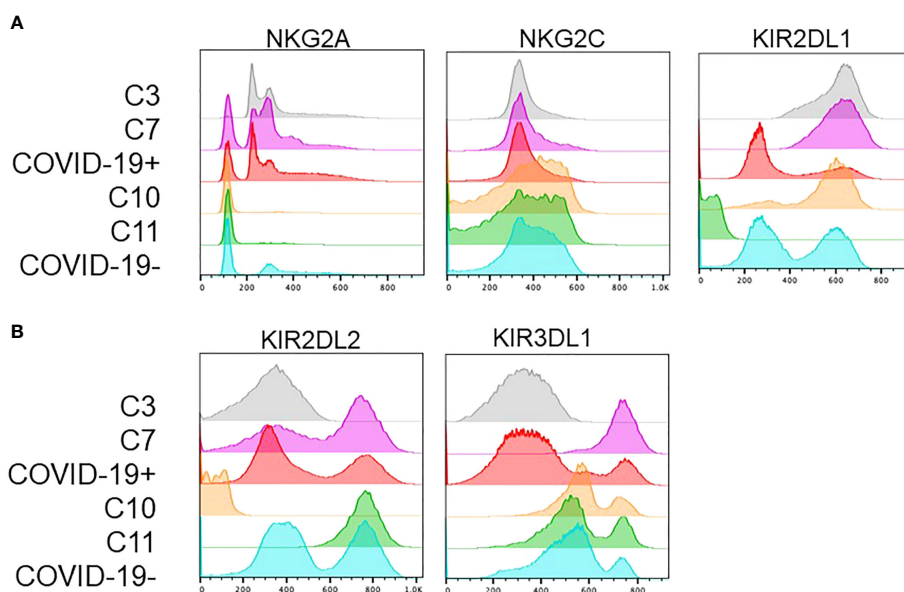 A
NKG2A NKG2C KIR2DL1
C3
C7
COVID-19+
C10
C11
COVID-19-
0 200 400 600 800 0 200 400 600 800 1.0K 0 200 400 600 800
B
KIR2DL2 KIR3DL1
C3
C7
COVID-19+
C10
C11
COVID-19-
0 200 400 600 800 1.0K 0 200 400 600 800